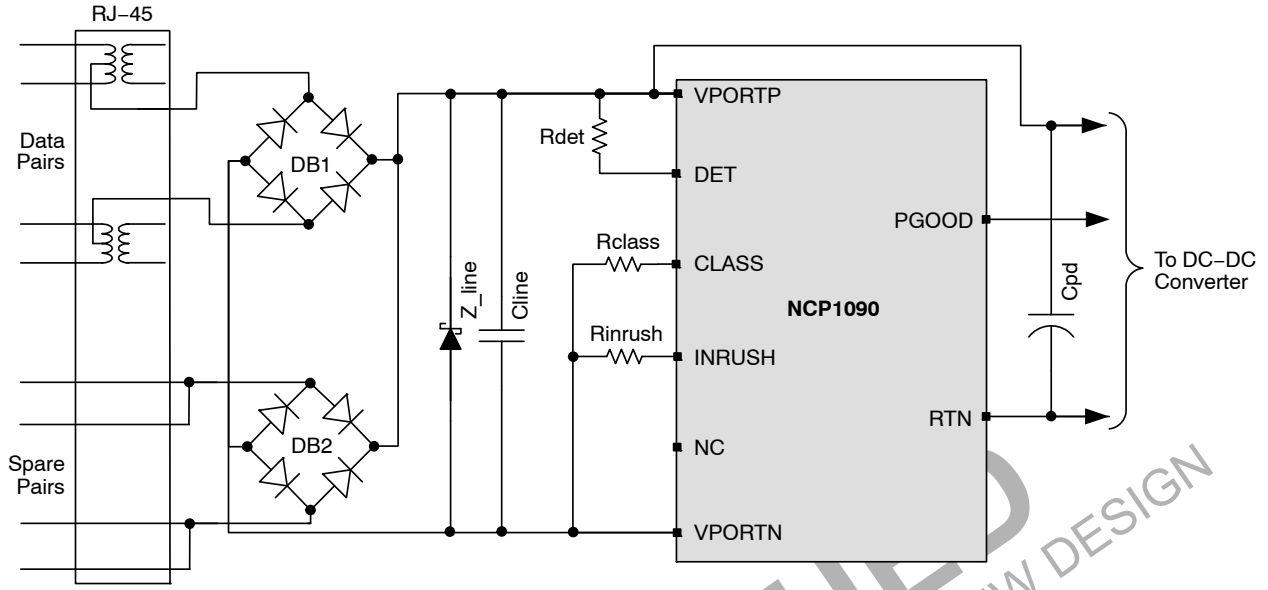 RJ−45
Data
Pairs
DB1
Rdet
VPORTP
DET
PGOOD
Rclass
CLASS
To DC−DC
Converter
Z_line
Cline
Cpd
NCP1090
Rinrush
INRUSH
RTN
DB2
NC
Spare
Pairs
VPORTN
DESIGN